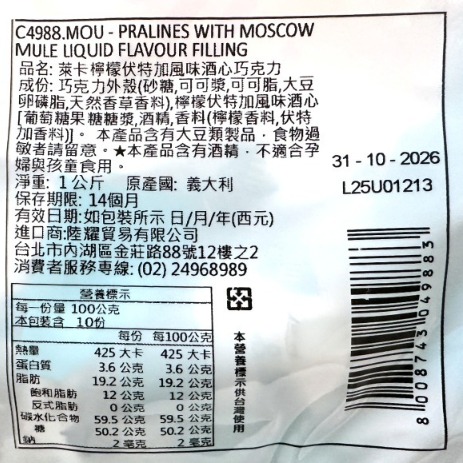 C4988.MOU - PRALINES WITH MOSCOW
MULE LIQUID FLAVOUR FILLING
品名: 萊卡檸檬伏特加風味酒心巧克力
成份: 巧克力外殼(砂糖,可可漿,可可脂,大豆
卵磷脂,天然香草香料),檸檬伏特加風味酒心
[葡萄糖果糖糖漿,酒精,香料(檸檬香料,伏特
加香料)]。本產品含有大豆類製品，食物過
敏者請留意。★本產品含有酒精，不適合孕
婦與孩童食用。
淨重: 1公斤 原產國: 義大利
保存期限: 14個月
有效日期:如包裝所示 日/月/年(西元)
進口商:陸耀貿易有限公司
台北市內湖區金莊路88號12樓之2
消費者服務專線: (02) 24968989
31 - 10 - 2026
L25U01213
營養標示
每一份量 100公克
本包裝含 10份
每份 每100公克
熱量 425 大卡 425 大卡
蛋白質 3.6 公克 3.6 公克
脂肪 19.2 公克 19.2 公克
飽和脂肪 12 公克 12 公克
反式脂肪 0 公克 0 公克
碳水化合物 59.5 公克 59.5 公克
糖 50.2 公克 50.2 公克
鈉 2 毫克 2 毫克
本營養標示供台灣使用
8 008743 049883